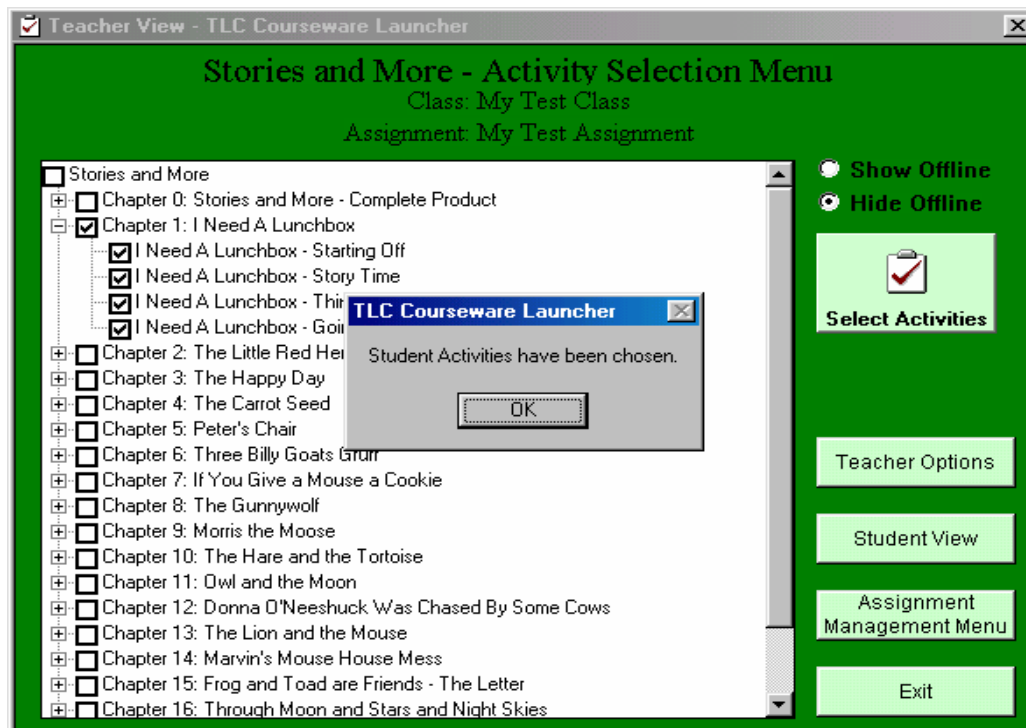 Teacher View - TLC Courseware Launcher
Stories and More - Activity Selection Menu
Class: My Test Class
Assignment: My Test Assignment
Stories and More
Chapter 0: Stories and More - Complete Product
Chapter 1: I Need A Lunchbox
I Need A Lunchbox - Starting Off
I Need A Lunchbox - Story Time
I Need A Lunchbox - Thin
I Need A Lunchbox - Goin
Chapter 2: The Little Red He
Chapter 3: The Happy Day
Chapter 4: The Carrot Seed
Chapter 5: Peter's Chair
Chapter 6: Three Billy Goats Gruff
Chapter 7: If You Give a Mouse a Cookie
Chapter 8: The Gunnywolf
Chapter 9: Morris the Moose
Chapter 10: The Hare and the Tortoise
Chapter 11: Owl and the Moon
Chapter 12: Donna O'Neeshuck Was Chased By Some Cows
Chapter 13: The Lion and the Mouse
Chapter 14: Marvin's Mouse House Mess
Chapter 15: Frog and Toad are Friends - The Letter
Chapter 16: Through Moon and Stars and Night Skies
TLC Courseware Launcher
Student Activities have been chosen.
OK
Show Offline
Hide Offline
Select Activities
Teacher Options
Student View
Assignment
Management Menu
Exit